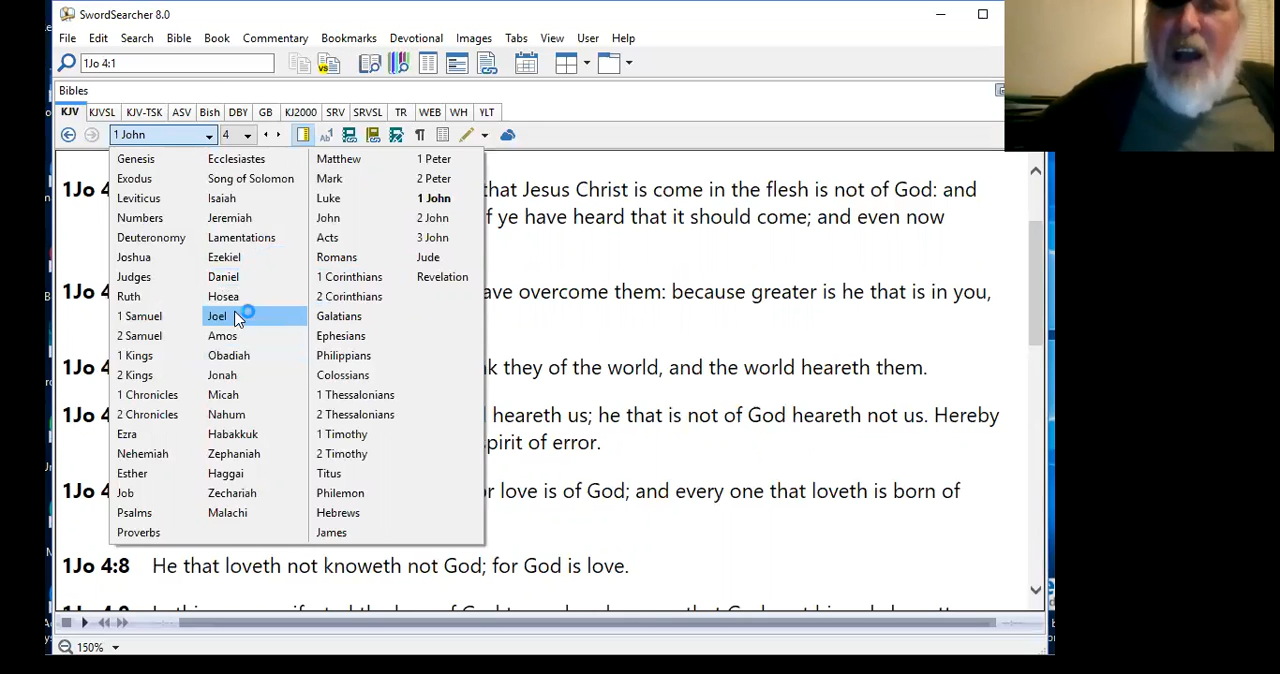 SwordSearcher 8.0
File Edit Search Bible Book Commentary Bookmarks Devotional Images Tabs View User Help
1Jo 4:1
Bibles
KJV KJVSL KJV-TSK ASV Bish DBY GB KJ2000 SRV SRVSL TR WEB WH YLT
1 John 4
Genesis
Exodus
Leviticus
Numbers
Deuteronomy
Joshua
Judges
Ruth
1 Samuel
2 Samuel
1 Kings
2 Kings
1 Chronicles
2 Chronicles
Ezra
Nehemiah
Esther
Job
Psalms
Proverbs
Ecclesiastes
Song of Solomon
Isaiah
Jeremiah
Lamentations
Ezekiel
Daniel
Hosea
Joel
Amos
Obadiah
Jonah
Micah
Nahum
Habakkuk
Zephaniah
Haggai
Zechariah
Malachi
Matthew
Mark
Luke
John
Acts
Romans
1 Corinthians
2 Corinthians
Galatians
Ephesians
Philippians
Colossians
1 Thessalonians
2 Thessalonians
1 Timothy
2 Timothy
Titus
Philemon
Hebrews
James
1 Peter
2 Peter
1 John
2 John
3 John
Jude
Revelation
1Jo 4 that Jesus Christ is come in the flesh is not of God: and
f ye have heard that it should come; and even now
1Jo 4 ave overcome them: because greater is he that is in you,
1Jo 4 k they of the world, and the world heareth them.
1Jo 4 heareth us; he that is not of God heareth not us. Hereby
spirit of error.
1Jo 4 or love is of God; and every one that loveth is born of
1Jo 4:8 He that loveth not knoweth not God; for God is love.
150%